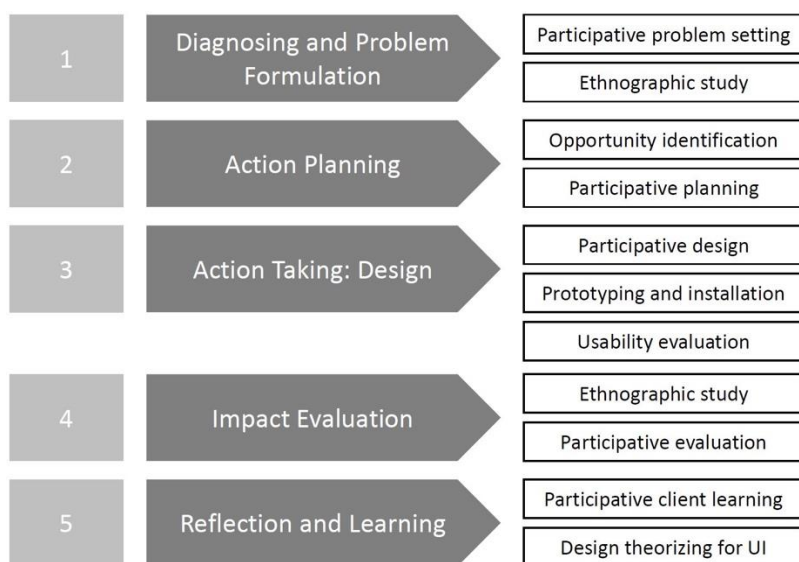 1
Diagnosing and Problem
Formulation
Participative problem setting
Ethnographic study
2
Action Planning
Opportunity identification
Participative planning
3
Action Taking: Design
Participative design
Prototyping and installation
Usability evaluation
4
Impact Evaluation
Ethnographic study
Participative evaluation
5
Reflection and Learning
Participative client learning
Design theorizing for UI